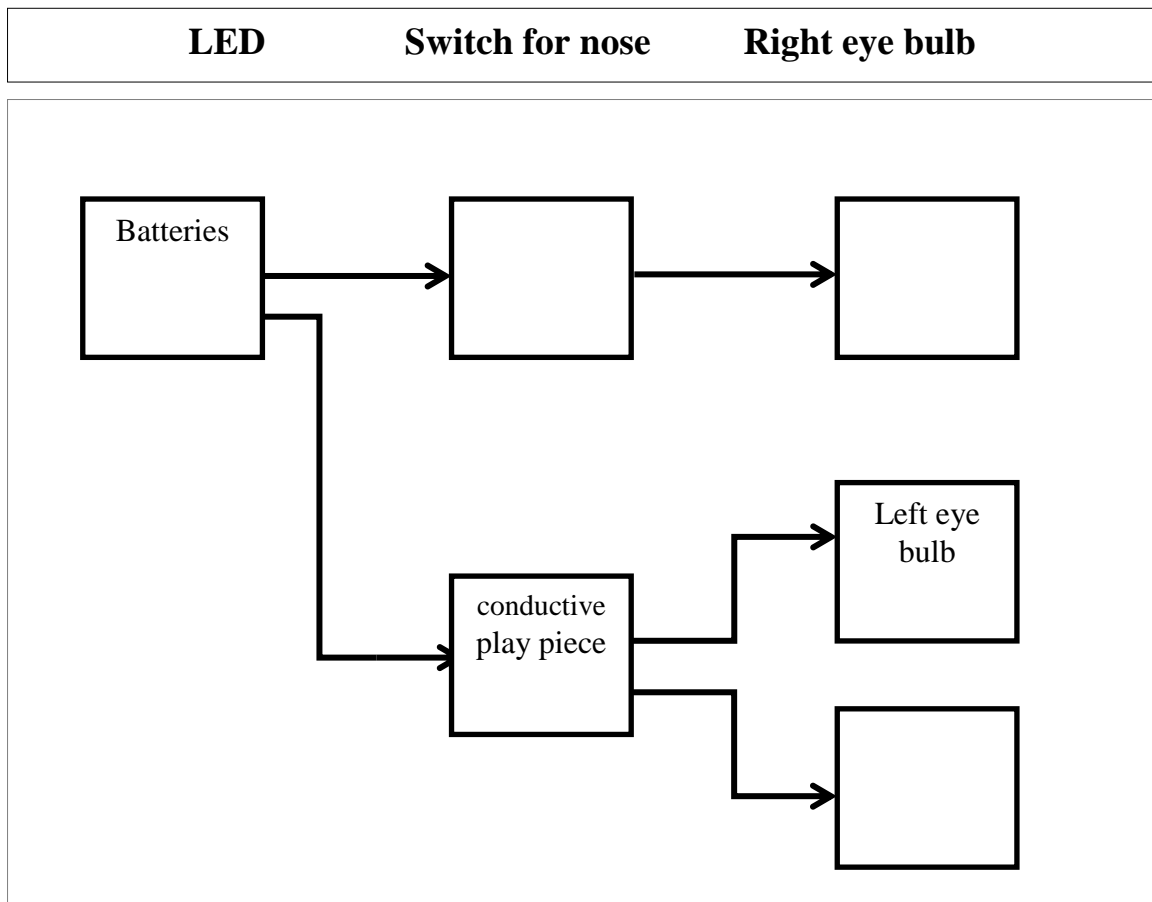 LED Switch for nose Right eye bulb
Batteries
Left eye
bulb
conductive
play piece